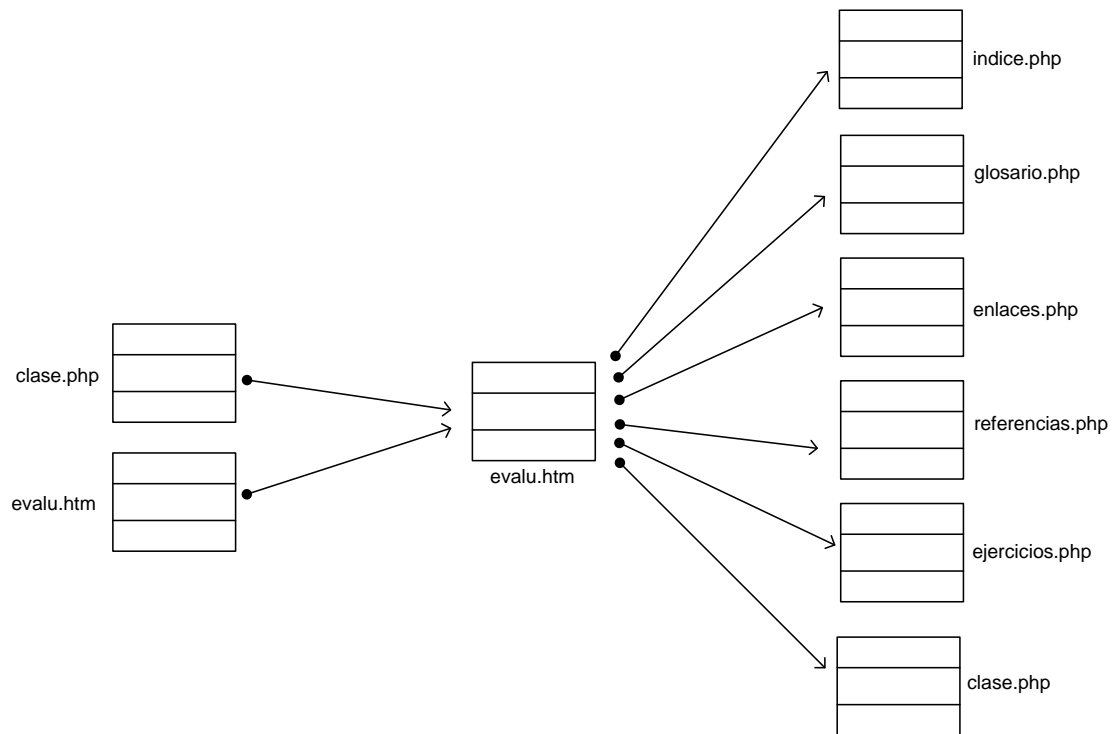 indice.php
glosario.php
enlaces.php
clase.php
referencias.php
evalu.htm
evalu.htm
ejercicios.php
clase.php